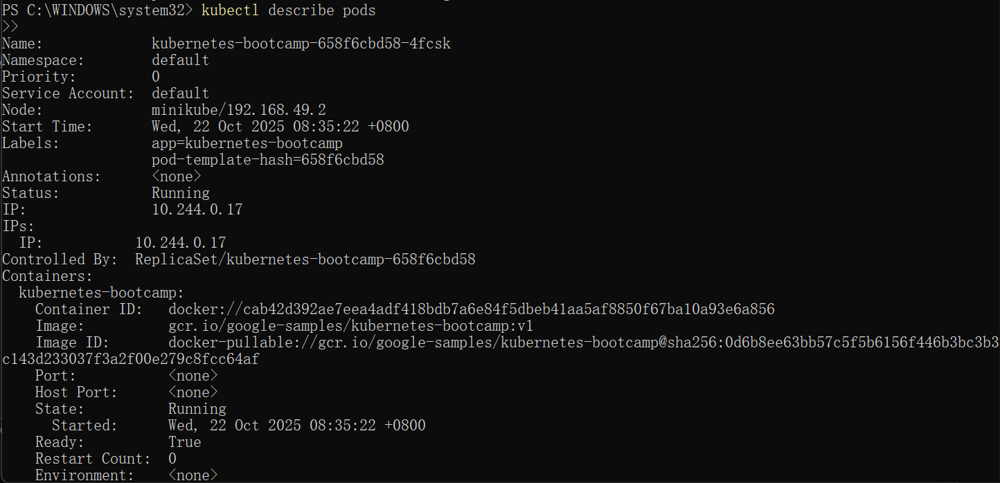 PS C:\WINDOWS\system32> kubectl describe pods
>>
Name:             kubernetes-bootcamp-658f6cbd58-4fcsk
Namespace:        default
Priority:         0
Service Account:  default
Node:             minikube/192.168.49.2
Start Time:       Wed, 22 Oct 2025 08:35:22 +0800
Labels:           app=kubernetes-bootcamp
                  pod-template-hash=658f6cbd58
Annotations:      <none>
Status:           Running
IP:               10.244.0.17
IPs:
  IP:           10.244.0.17
Controlled By:  ReplicaSet/kubernetes-bootcamp-658f6cbd58
Containers:
  kubernetes-bootcamp:
    Container ID:   docker://cab42d392ae7eea4adf418bdb7a6e84f5dbeb41aa5af8850f67ba10a93e6a856
    Image:          gcr.io/google-samples/kubernetes-bootcamp:v1
    Image ID:       docker-pullable://gcr.io/google-samples/kubernetes-bootcamp@sha256:0d6b8ee63bb57c5f5b6156f446b3bc3b3
c143d233037f3a2f00e279c8fcc64af
    Port:           <none>
    Host Port:      <none>
    State:          Running
      Started:      Wed, 22 Oct 2025 08:35:22 +0800
    Ready:          True
    Restart Count:  0
    Environment:    <none>